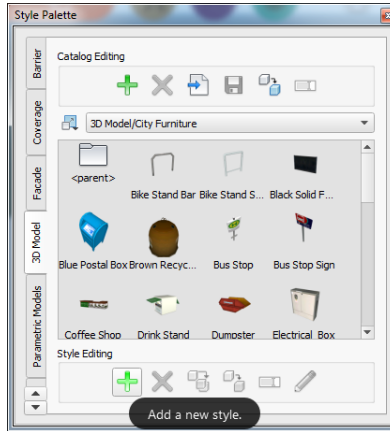 Style Palette
Barrier
Coverage
Facade
3D Model
Parametric Models
Catalog Editing
3D Model/City Furniture
<parent>
Bike Stand Bar
Bike Stand S...
Black Solid F...
Blue Postal Box
Brown Recyc...
Bus Stop
Bus Stop Sign
Coffee Shop
Drink Stand
Dumpster
Electrical Box
Style Editing
Add a new style.